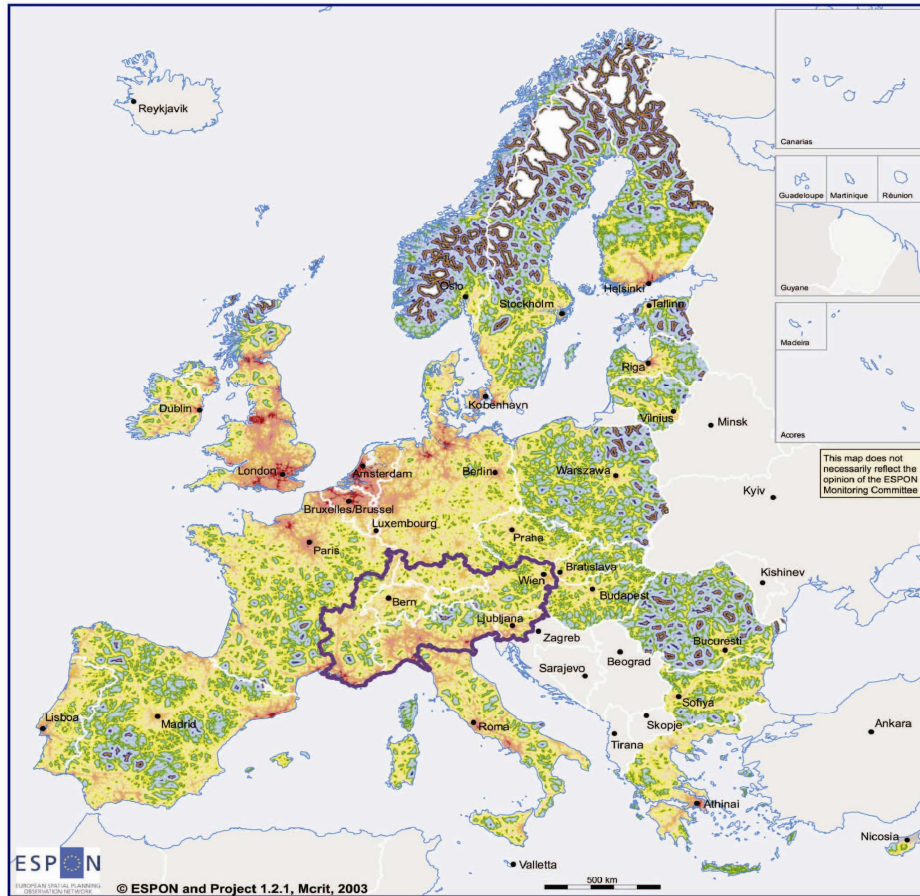 Reykjavik
Canarias
Guadeloupe
Martinique
Réunion
Guyane
Oslo
Helsinki
Stockholm
Tallinn
Madeira
Riga
Dublin
Kobenhavn
Vilnius
Minsk
Acores
London
Amsterdam
Berlin
Warszawa
This map does not
necessarily reflect the
opinion of the ESPON
Monitoring Committee
Bruxelles/Brussel
Kyiv
Luxembourg
Praha
Paris
Wien
Bratislava
Kishinev
Bern
Budapest
Ljubljana
Zagreb
Beograd
Bucuresti
Sarajevo
Sofiya
Lisboa
Madrid
Roma
Skopje
Tirana
Ankara
Athinai
Nicosia
Valletta
ESPON
EUROPEAN SPATIAL PLANNING
OBSERVATION NETWORK
© ESPON and Project 1.2.1, Mcrit, 2003
500 km